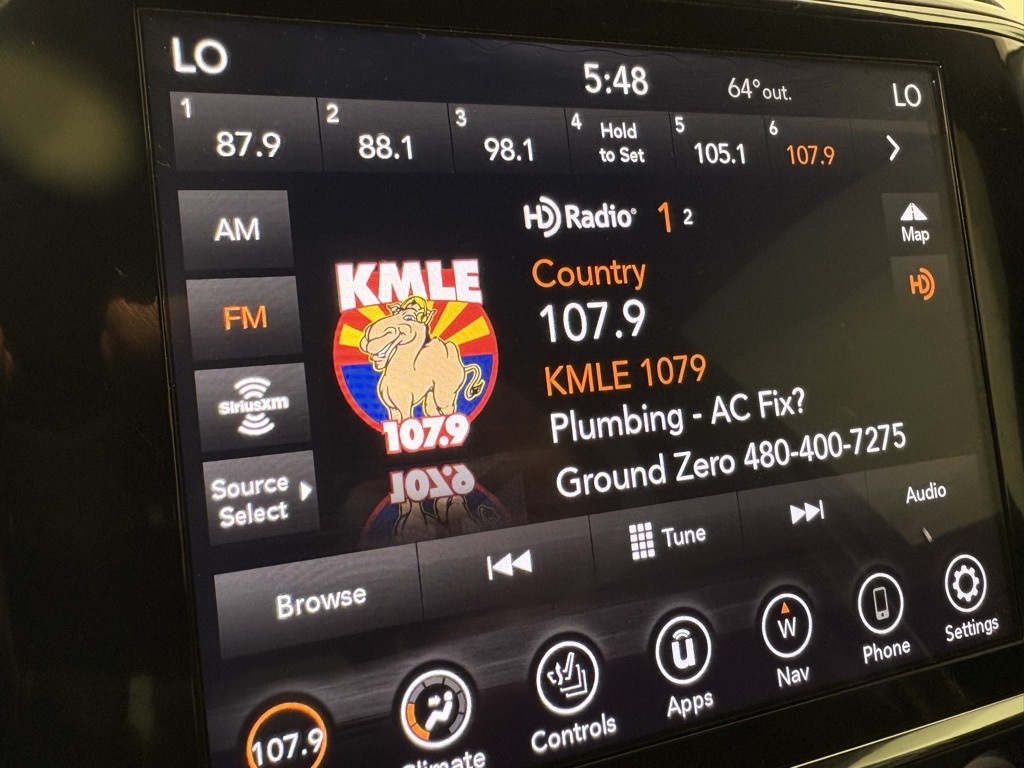 LO
5:48
64° out.
LO
1 87.9
2 88.1
3 98.1
4 Hold to Set
5 105.1
6 107.9
AM
FM
SiriusXM
Source
Select
HD Radio® 1 2
Country
107.9
KMLE 1079
Plumbing - AC Fix?
Ground Zero 480-400-7275
KMLE
107.9
Map
HD
Browse
Tune
Audio
107.9
Climate
Controls
u
Apps
W
Nav
Phone
Settings